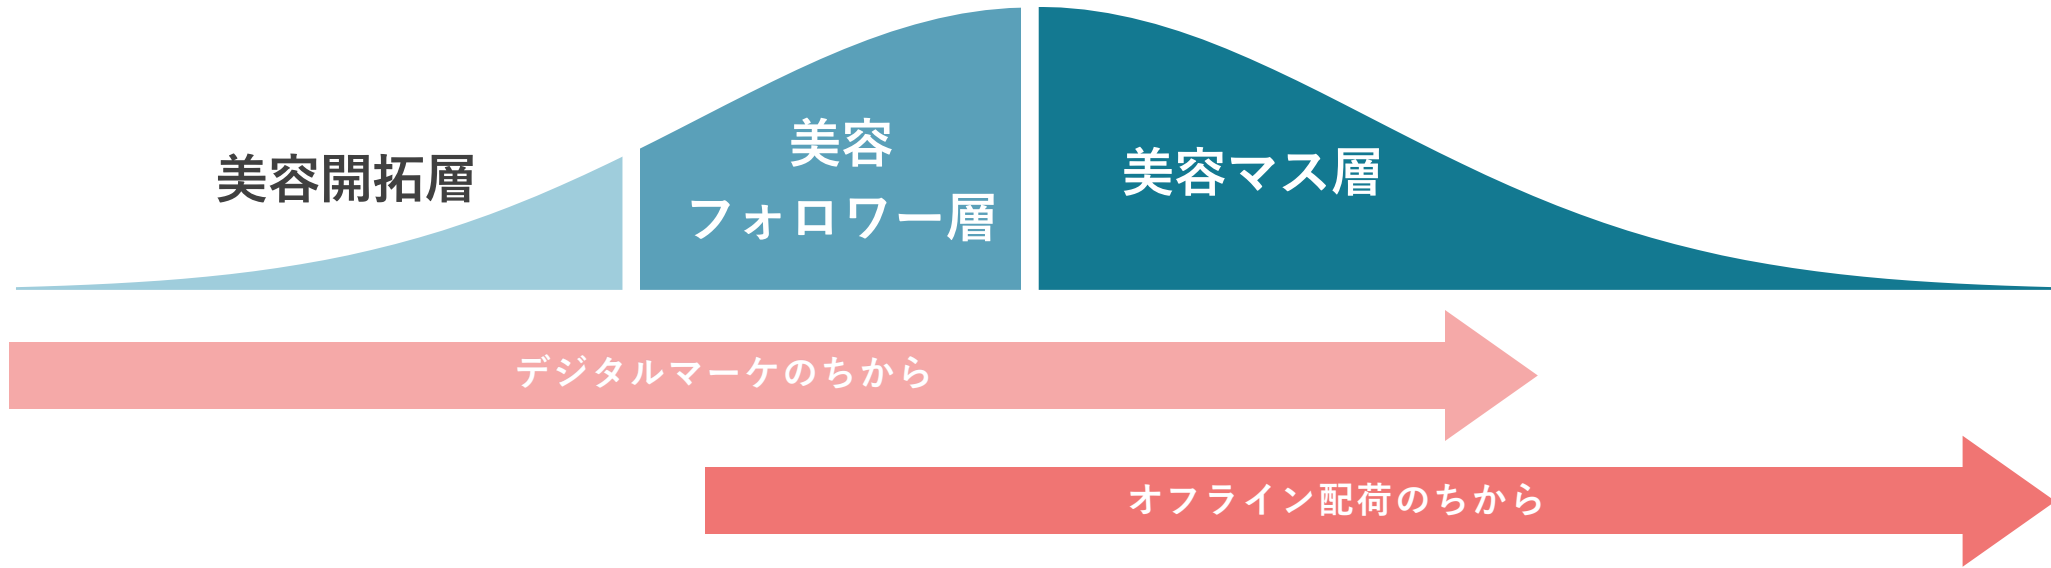 美容開拓層
美容
フォロワー層
美容マス層
デジタルマーケのちから
オフライン配荷のちから